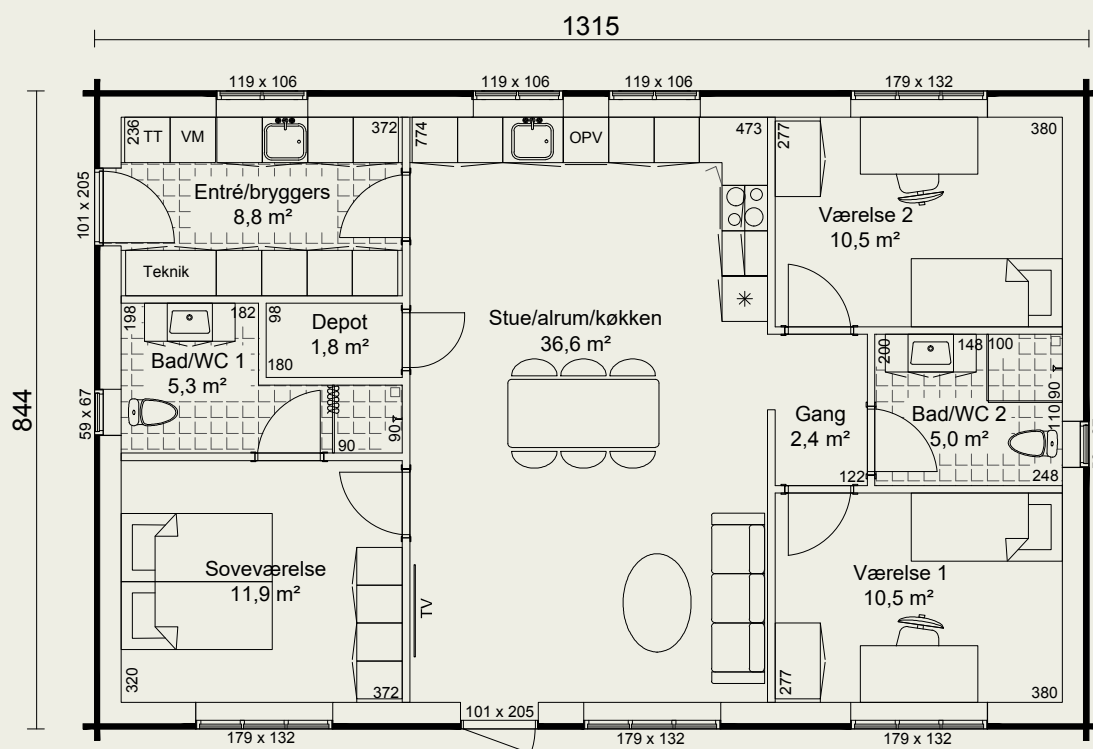 1315
119 x 106
119 x 106
119 x 106
179 x 132
236
TT
VM
372
774
OPV
473
277
380
101 x 205
Entré/bryggers
8,8 m²
Værelse 2
10,5 m²
Teknik
198
182
98
Depot
1,8 m²
180
Stue/alrum/køkken
36,6 m²
Bad/WC 1
5,3 m²
200
148
100
90
844
59 x 67
90
90
Gang
2,4 m²
122
Bad/WC 2
5,0 m²
110
248
Soveværelse
11,9 m²
320
372
TV
Værelse 1
10,5 m²
277
380
101 x 205
179 x 132
179 x 132
179 x 132